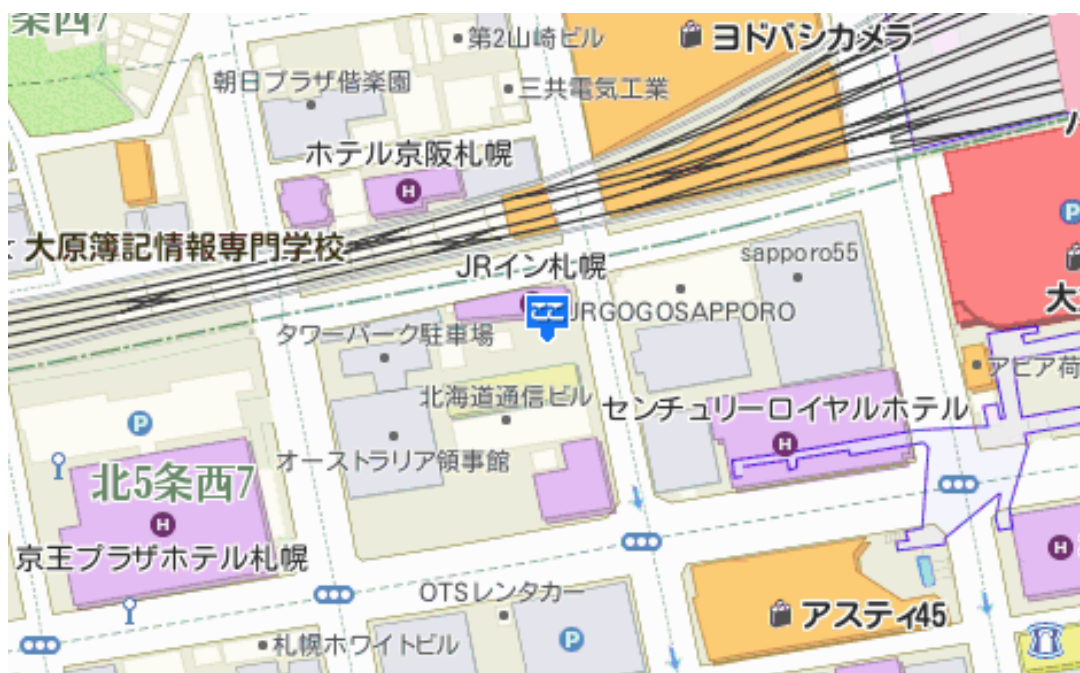 条西7
第2山崎ビル
ヨドバシカメラ
朝日プラザ偕楽園
三共電気工業
ホテル京阪札幌
H
P
大原簿記情報専門学校
sapporo55
JRイン札幌
大
ここ
JRGOGOSAPPORO
タワーパーク駐車場
アピア荷
北海道通信ビル
センチュリーロイヤルホテル
P
H
オーストラリア領事館
北5条西7
H
京王プラザホテル札幌
H
OTSレンタカー
アスティ45
札幌ホワイトビル
P